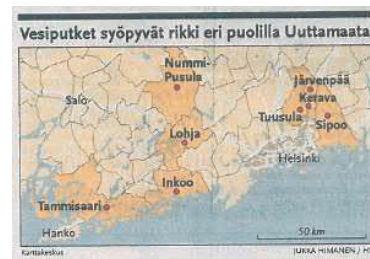 Vesiputket syöpyvät rikki eri puolilla Uuttamaata
Nummi-
Pusula
Järvenpää
Kerava
Salo
Tuusula
Sipoo
Lohja
Helsinki
Inkoo
Tammisaari
Hanko
50 km
Karttakeskus
JUKKA HIMANEN / H